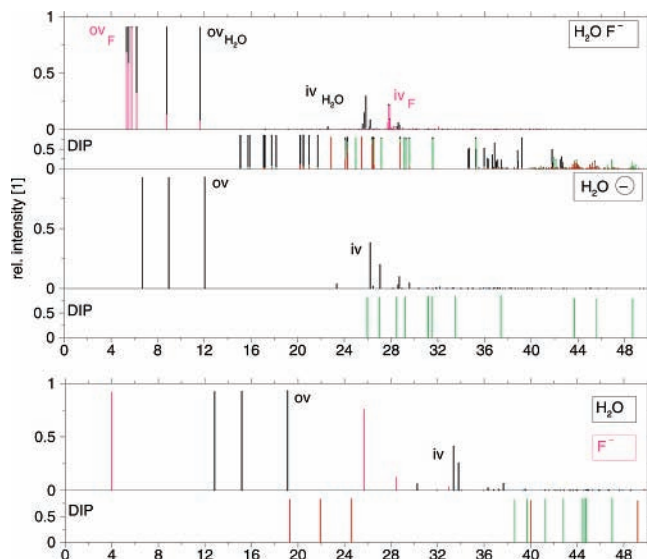 1
ov F
ov H₂O
H₂O F⁻
0.5
iv H₂O
iv F
0
0.5
DIP
0
1
H₂O ⊖
ov
0.5
iv
rel. intensity [1]
0
DIP
0.5
0
0 4 8 12 16 20 24 28 32 36 40 44 48
1
ov
H₂O
0.5
iv
F⁻
0
0.5
DIP
0
0 4 8 12 16 20 24 28 32 36 40 44 48